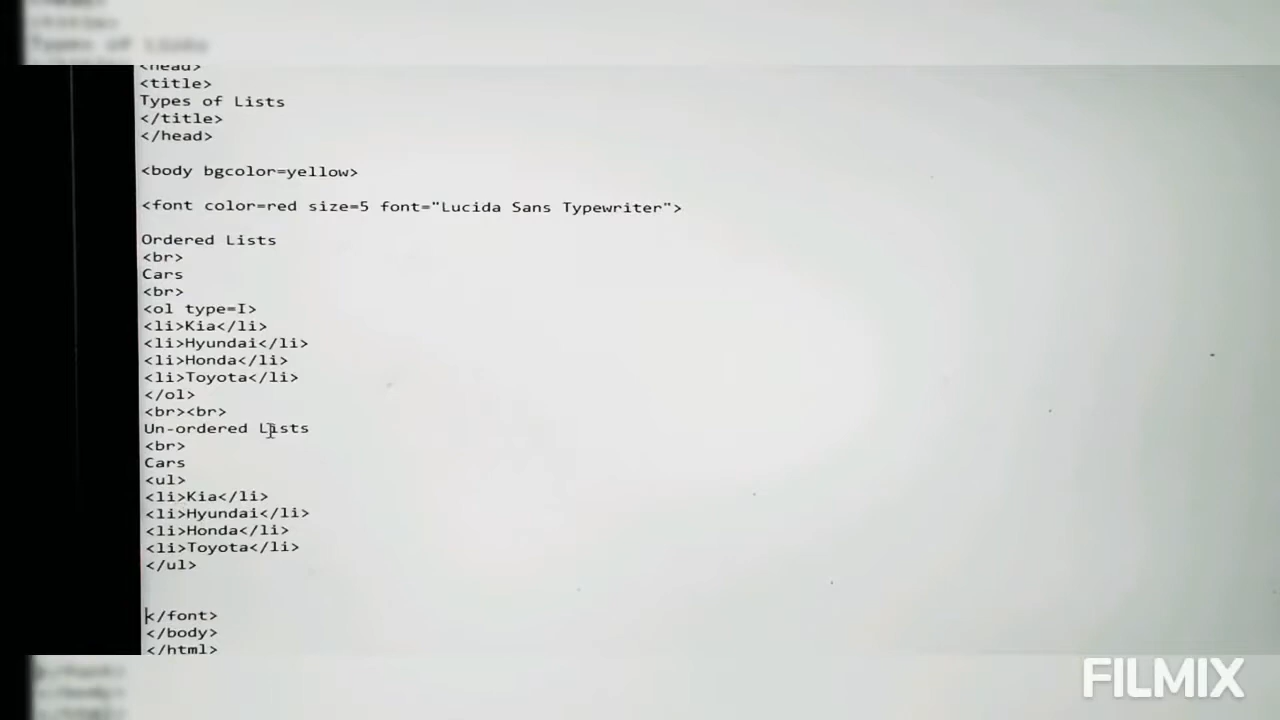 <head>
<title>
Types of Lists
</title>
</head>
<body bgcolor=yellow>
<font color=red size=5 font="Lucida Sans Typewriter">
Ordered Lists
<br>
Cars
<br>
<ol type=I>
<li>Kia</li>
<li>Hyundai</li>
<li>Honda</li>
<li>Toyota</li>
</ol>
<br><br>
Un-ordered Lists
<br>
Cars
<ul>
<li>Kia</li>
<li>Hyundai</li>
<li>Honda</li>
<li>Toyota</li>
</ul>
</font>
</body>
</html>
FILMIX